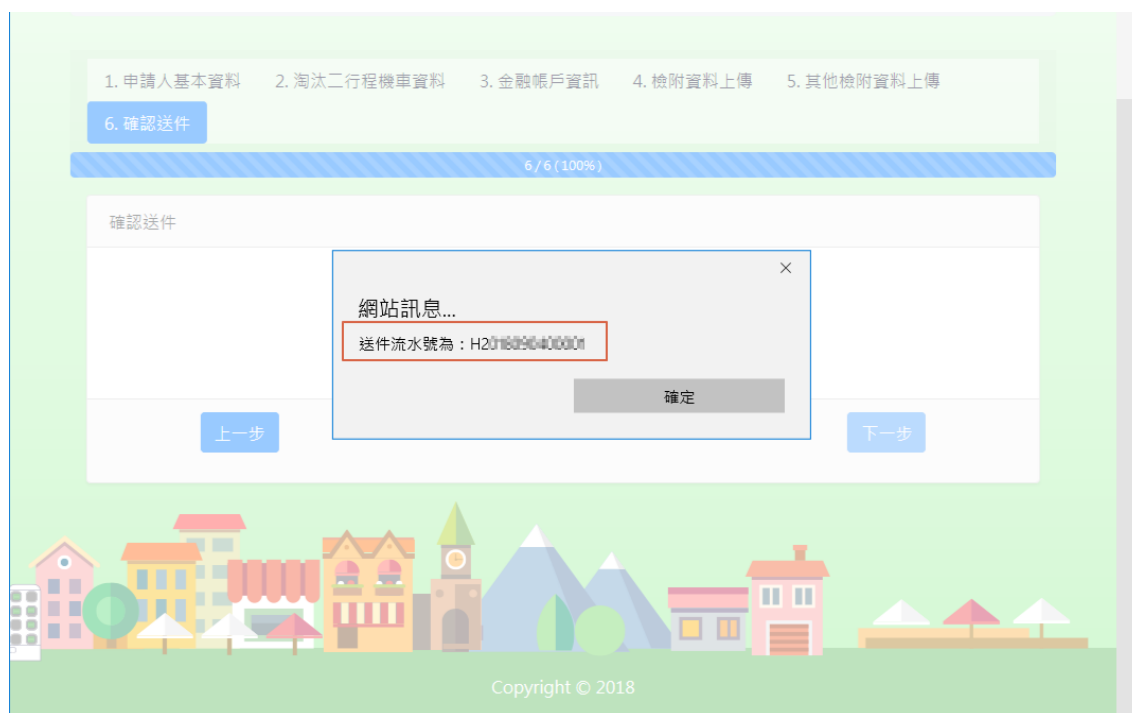 1. 申請人基本資料 2. 淘汰二行程機車資料 3. 金融帳戶資訊 4. 檢附資料上傳 5. 其他檢附資料上傳
6. 確認送件
6 / 6 (100%)
確認送件
網站訊息...
送件流水號為：H2
確定
上一步 下一步
Copyright © 2018